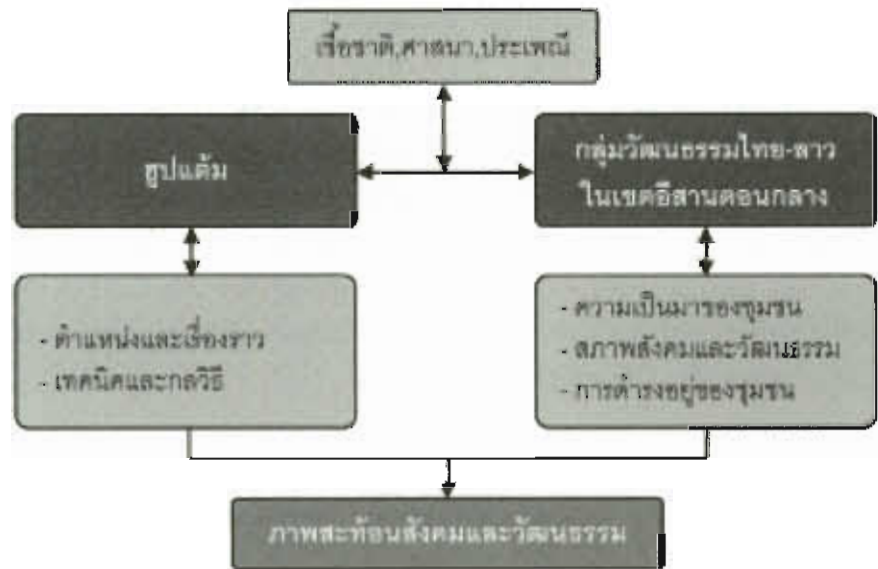 เชื้อชาติ,ศาสนา,ประเพณี
ฮูปแต้ม
กลุ่มวัฒนธรรมไทย-ลาว
ในเขตอีสานตอนกลาง
- ตำแหน่งและเรื่องราว
- เทคนิคและกลวิธี
- ความเป็นมาของชุมชน
- สภาพสังคมและวัฒนธรรม
- การดำรงอยู่ของชุมชน
ภาพสะท้อนสังคมและวัฒนธรรม